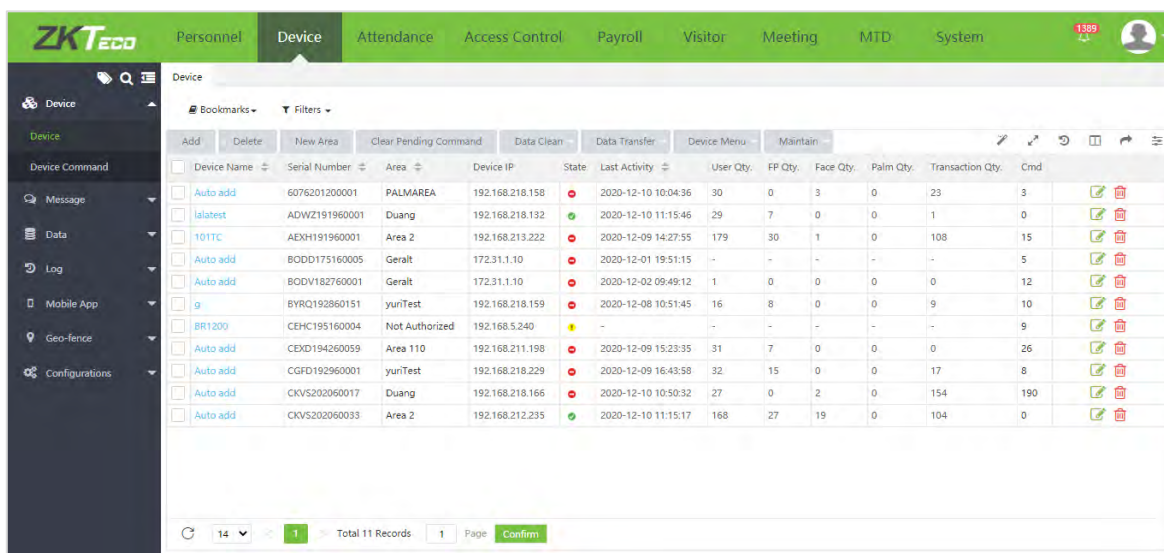 ZKTeco Personnel Device Attendance Access Control Payroll Visitor Meeting MTD System 1389
Device
Bookmarks Filters
Add Delete New Area Clear Pending Command Data Clean Data Transfer Device Menu Maintain
Device
Device
Device Command
Message
Data
Log
Mobile App
Geo-fence
Configurations
Device Name Serial Number Area Device IP State Last Activity User Qty. FP Qty. Face Qty. Palm Qty. Transaction Qty. Cmd
Auto add 6076201200001 PALMAREA 192.168.218.158 2020-12-10 10:04:36 30 0 3 0 23 3
lalatest ADWZ191960001 Duang 192.168.218.132 2020-12-10 11:15:46 29 7 0 0 1 0
101TC AEXH191960001 Area 2 192.168.213.222 2020-12-09 14:27:55 179 30 1 0 108 15
Auto add BODD175160005 Geralt 172.31.1.10 2020-12-01 19:51:15 - - - - - 5
Auto add BODV182760001 Geralt 172.31.1.10 2020-12-02 09:49:12 1 0 0 0 0 12
g BYRQ192860151 yuriTest 192.168.218.159 2020-12-08 10:51:45 16 8 0 0 9 10
BR1200 CEHC195160004 Not Authorized 192.168.5.240 - - - - - - 9
Auto add CEXD194260059 Area 110 192.168.211.198 2020-12-09 15:23:35 31 7 0 0 0 26
Auto add CGFD192960001 yuriTest 192.168.218.229 2020-12-09 16:43:58 32 15 0 0 17 8
Auto add CKVS202060017 Duang 192.168.218.166 2020-12-10 10:50:32 27 0 2 0 154 190
Auto add CKVS202060033 Area 2 192.168.212.235 2020-12-10 11:15:17 168 27 19 0 104 0
14 < 1 > Total 11 Records 1 Page Confirm